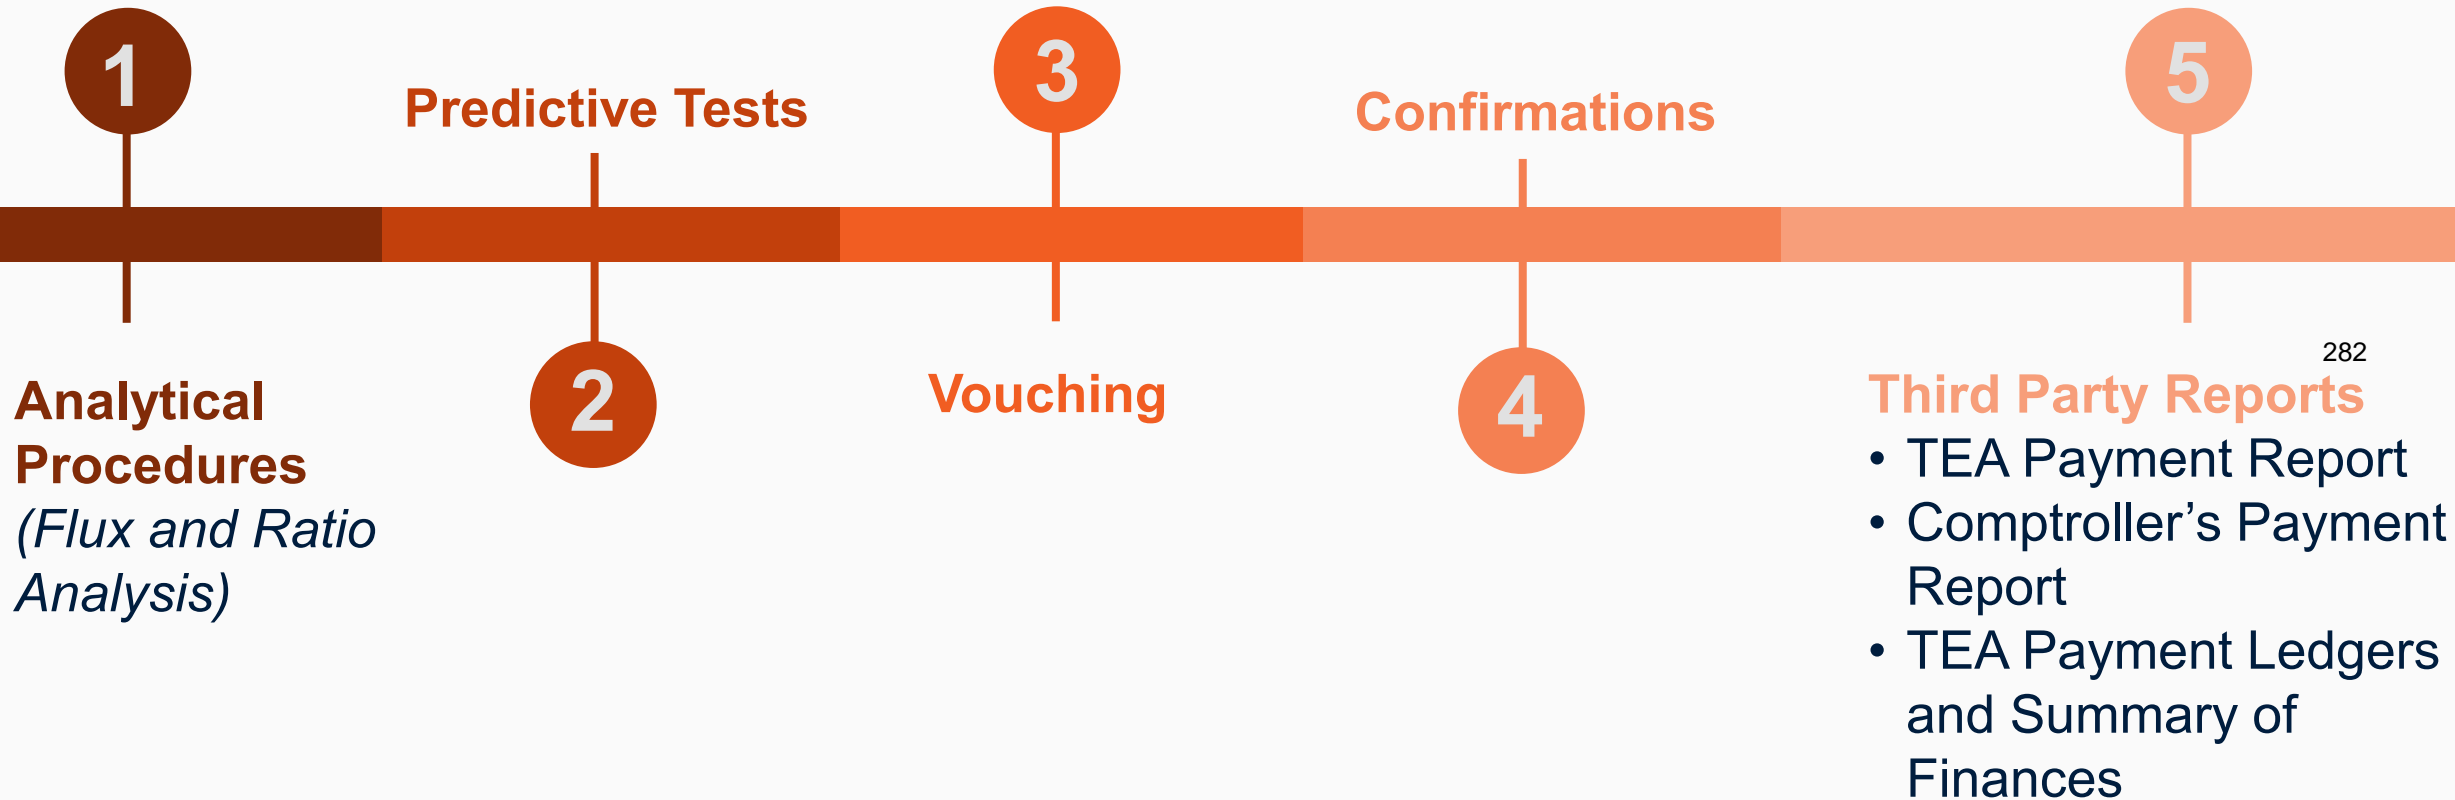 1
Analytical
Procedures
(Flux and Ratio
Analysis)
Predictive Tests
2
3
Vouching
Confirmations
4
5
282
Third Party Reports
• TEA Payment Report
• Comptroller’s Payment
Report
• TEA Payment Ledgers
and Summary of
Finances